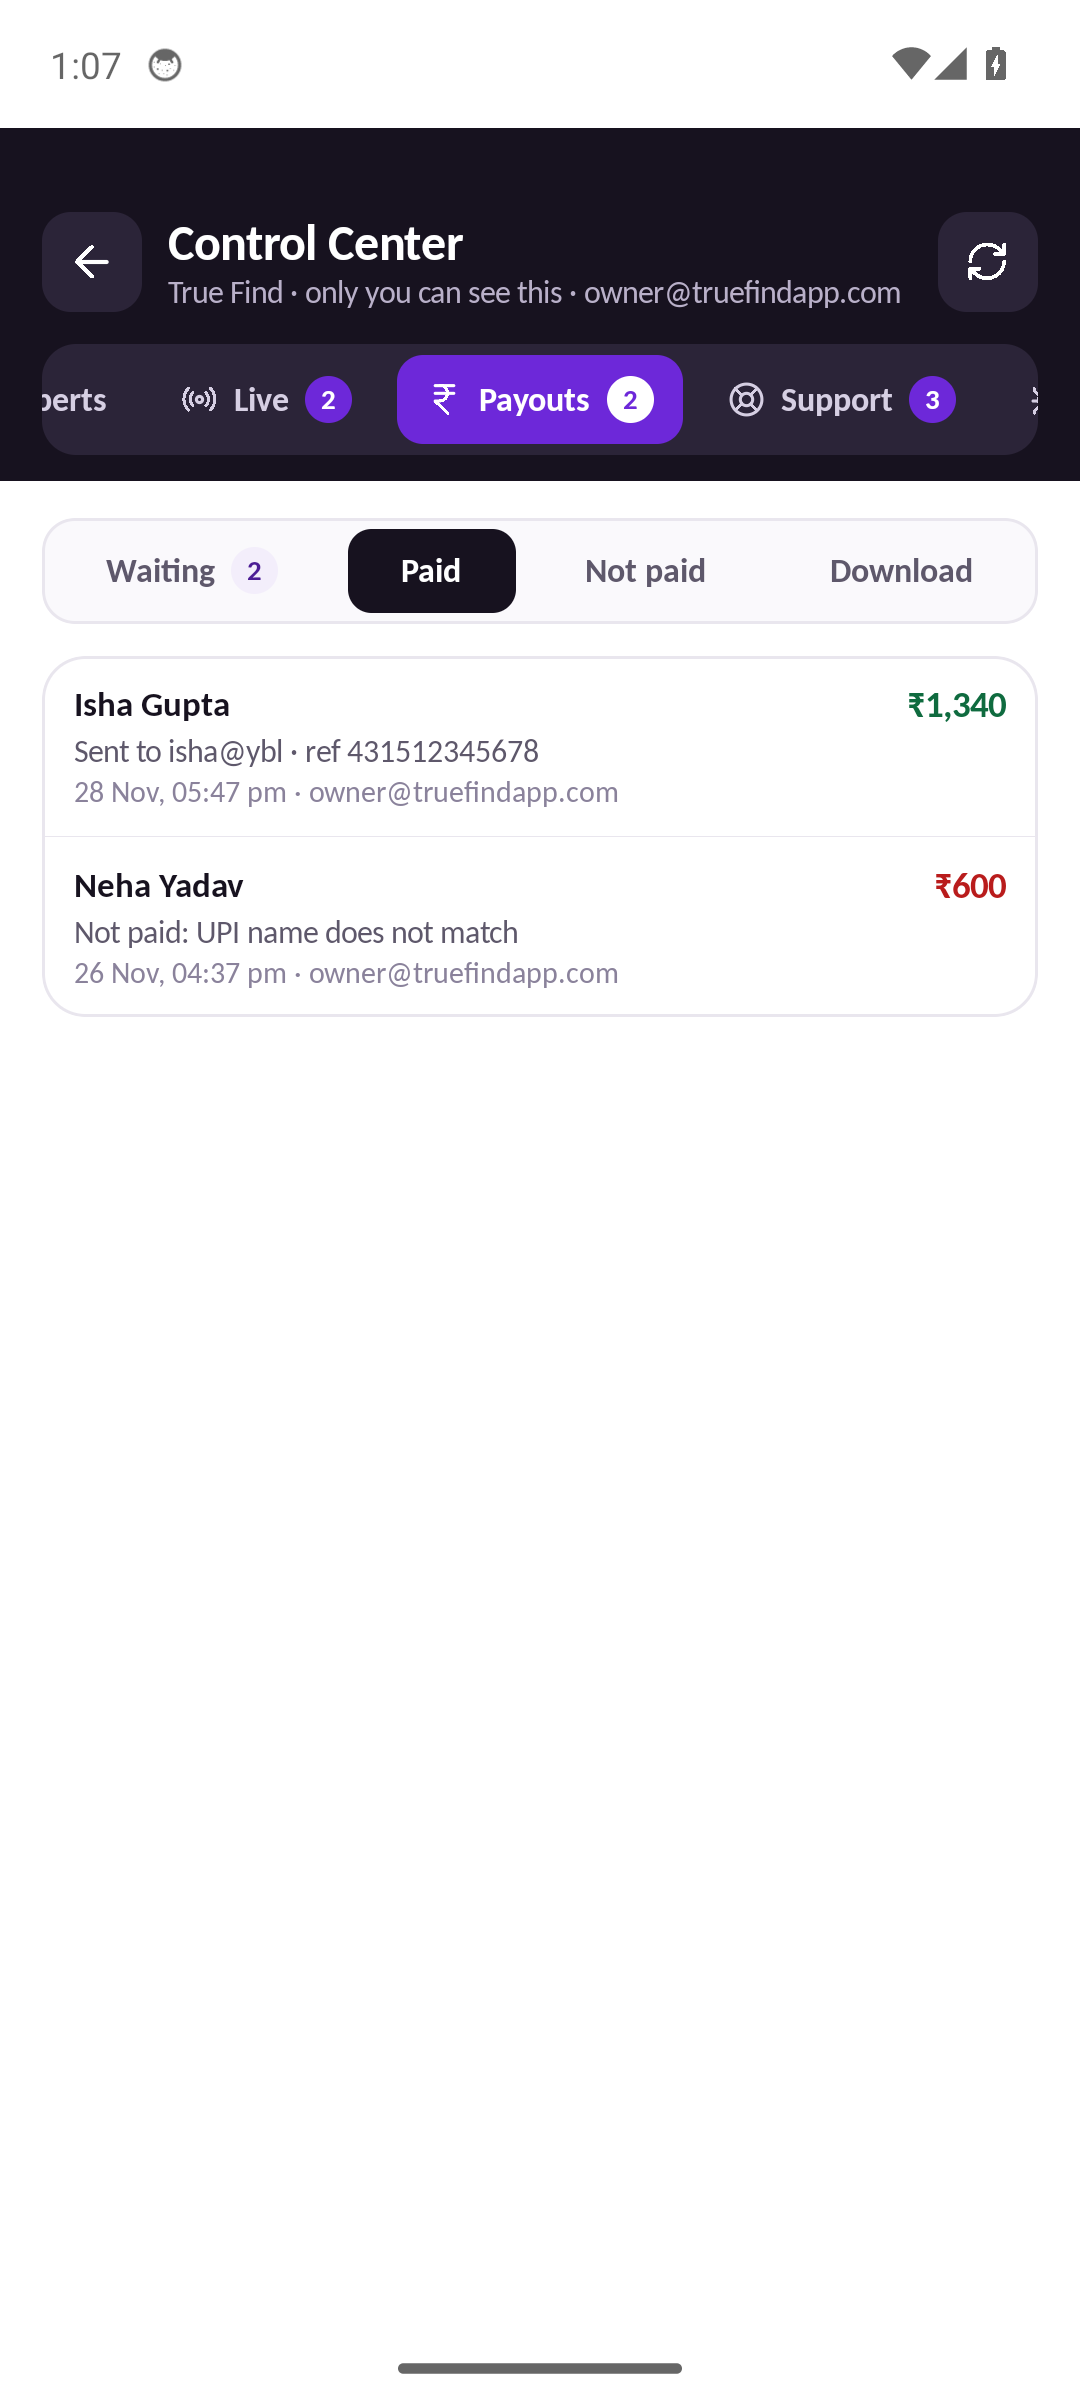 1:07
Control Center
True Find · only you can see this · owner@truefindapp.com
perts
Live 2
Payouts 2
Support 3
Waiting 2
Paid
Not paid
Download
Isha Gupta
₹1,340
Sent to isha@ybl · ref 431512345678
28 Nov, 05:47 pm · owner@truefindapp.com
Neha Yadav
₹600
Not paid: UPI name does not match
26 Nov, 04:37 pm · owner@truefindapp.com